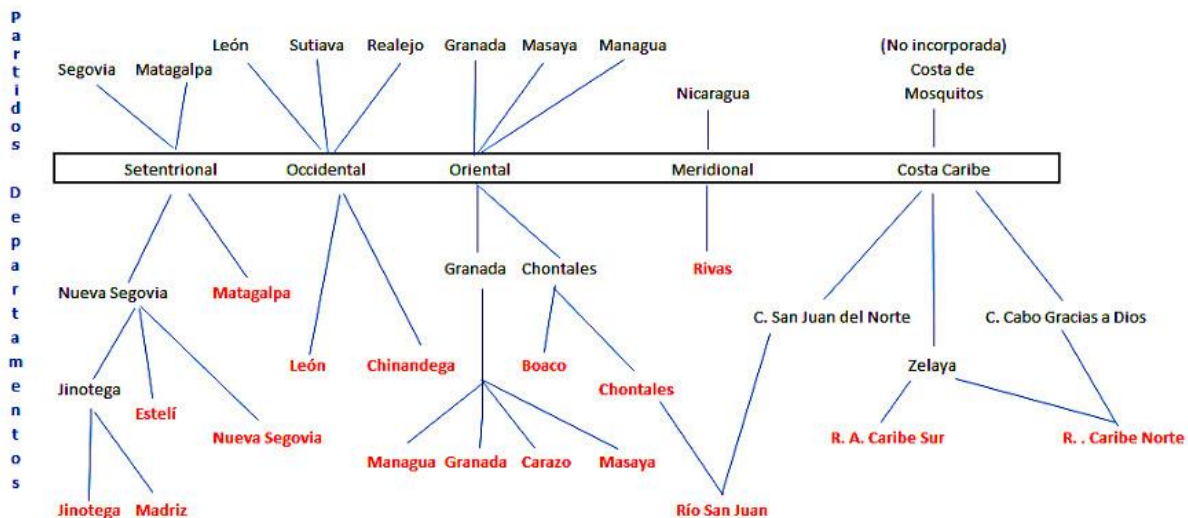 Partidos
León Sutiava Realejo Granada Masaya Managua (No incorporada)
Segovia Matagalpa Costa de
Nicaragua Mosquitos
Setentrional Occidental Oriental Meridional Costa Caribe
Departamentos
Granada Chontales Rivas
Nueva Segovia Matagalpa
C. San Juan del Norte C. Cabo Gracias a Dios
León Chinandega Boaco Zelaya
Jinotega Chontales
Estelí
Nueva Segovia R. A. Caribe Sur R. . Caribe Norte
Managua Granada Carazo Masaya
Jinotega Madriz Río San Juan